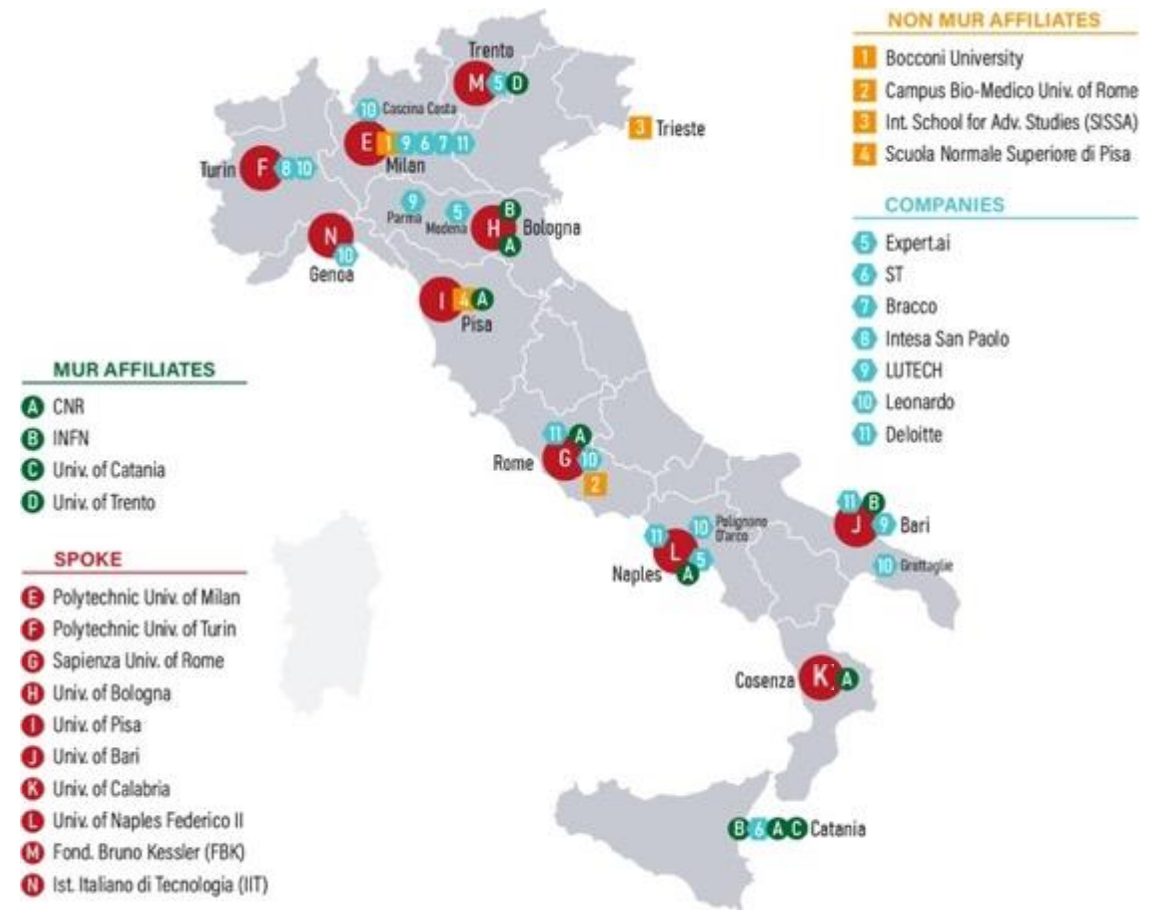 NON MUR AFFILIATES
1 Bocconi University
2 Campus Bio-Medico Univ. of Rome
3 Int. School for Adv. Studies (SISSA)
4 Scuola Normale Superiore di Pisa
COMPANIES
5 Expert.ai
6 ST
7 Bracco
8 Intesa San Paolo
9 LUTECH
10 Leonardo
11 Deloitte
MUR AFFILIATES
A CNR
B INFN
C Univ. of Catania
D Univ. of Trento
SPOKE
E Polytechnic Univ. of Milan
F Polytechnic Univ. of Turin
G Sapienza Univ. of Rome
H Univ. of Bologna
I Univ. of Pisa
J Univ. of Bari
K Univ. of Calabria
L Univ. of Naples Federico II
M Fond. Bruno Kessler (FBK)
N Ist. Italiano di Tecnologia (IIT)
Trento
M 5 D
10 Cascina Costa
E 1 9 6 7 11
Milan
3 Trieste
Turin F 8 10
9
Parma
5
Modena
B
H Bologna
A
N
10
Genoa
I 4 A
Pisa
11 A
Rome G 10
2
11
10 Polignano
D'arco
L
5
Naples A
11 B
J 9 Bari
10 Grottaglie
Cosenza K A
B 6 A C Catania